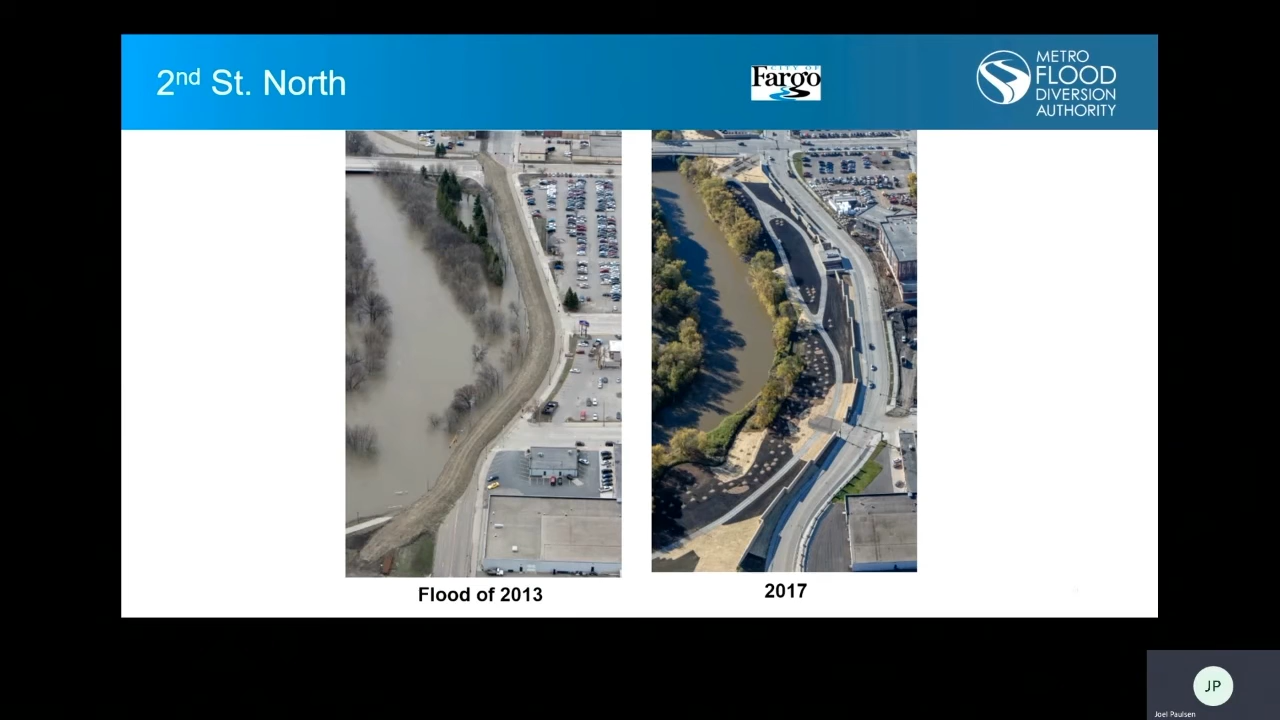 2nd St. North
CITY OF
Fargo
METRO
FLOOD
DIVERSION
AUTHORITY
Flood of 2013
2017
JP
Joel Paulsen